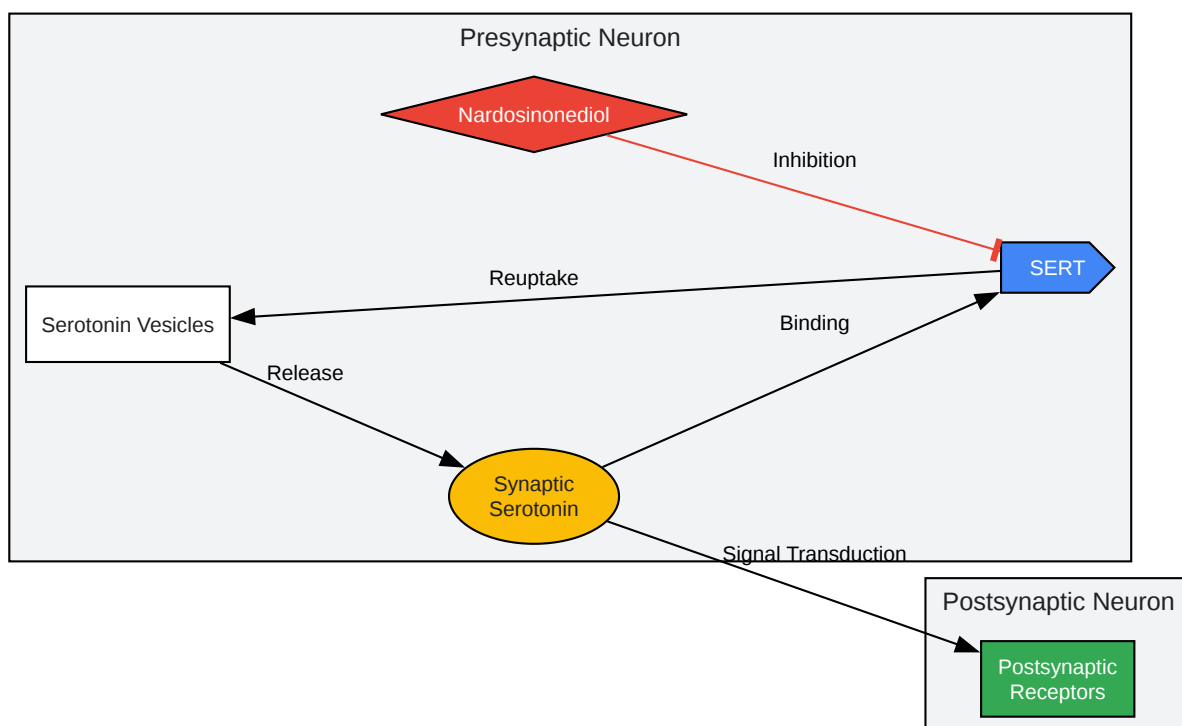 Presynaptic Neuron
Nardosinonediol
Inhibition
SERT
Reuptake
Serotonin Vesicles
Binding
Release
Synaptic
Serotonin
Signal Transduction
Postsynaptic Neuron
Postsynaptic
Receptors